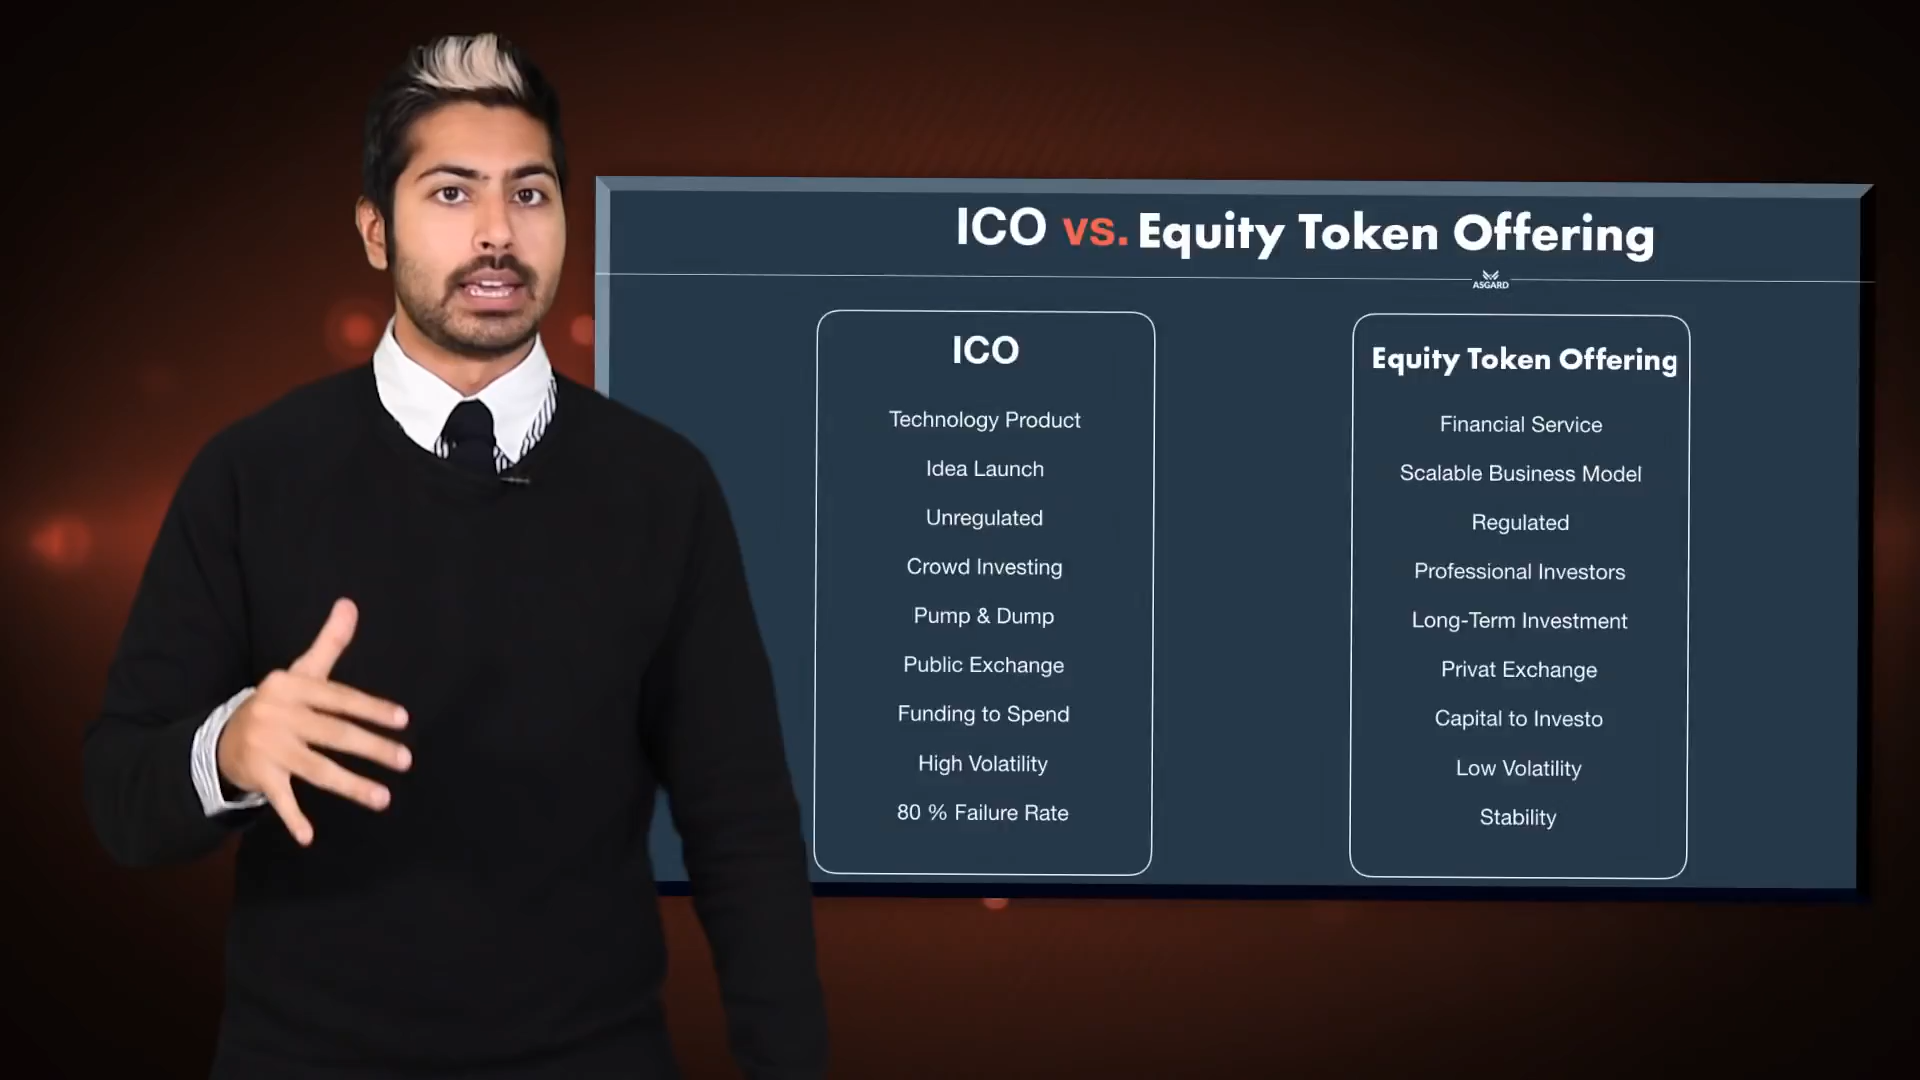 ICO vs. Equity Token Offering
ASGARD
ICO
Technology Product
Idea Launch
Unregulated
Crowd Investing
Pump & Dump
Public Exchange
Funding to Spend
High Volatility
80 % Failure Rate
Equity Token Offering
Financial Service
Scalable Business Model
Regulated
Professional Investors
Long-Term Investment
Privat Exchange
Capital to Investo
Low Volatility
Stability